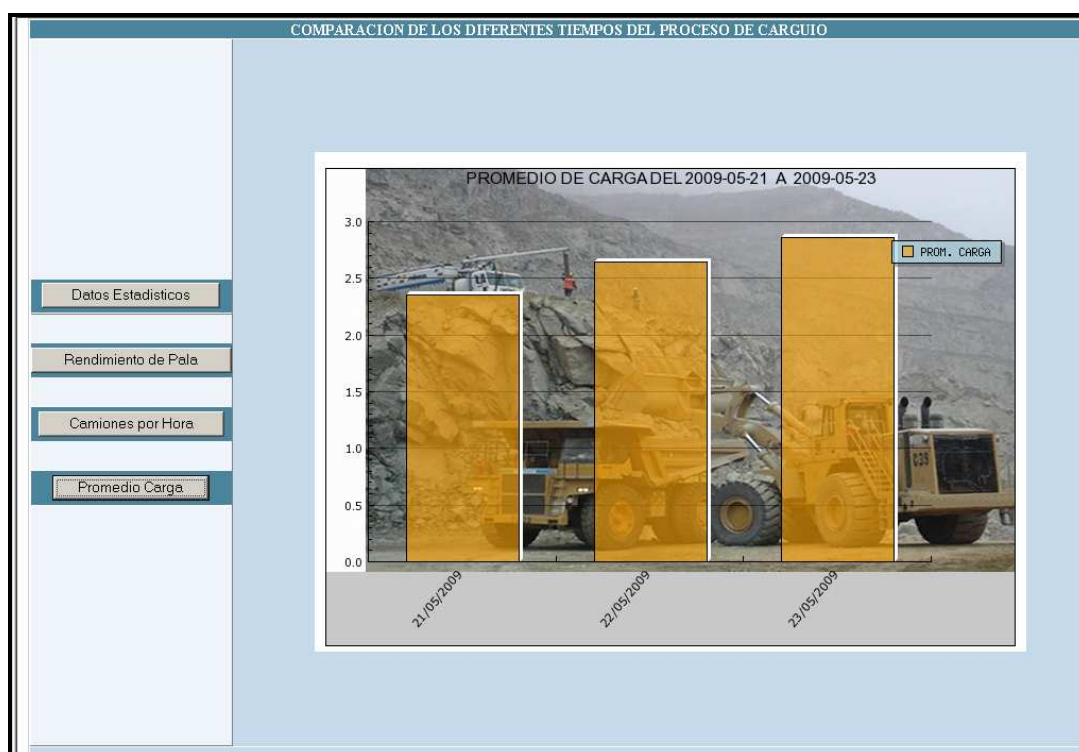 COMPARACION DE LOS DIFERENTES TIEMPOS DEL PROCESO DE CARGUIO
Datos Estadisticos
Rendimiento de Pala
Camiones por Hora
Promedio Carga
PROMEDIO DE CARGA DEL 2009-05-21 A 2009-05-23
3.0
2.5
2.0
1.5
1.0
0.5
0.0
PROM. CARGA
C35
21/05/2009
22/05/2009
23/05/2009